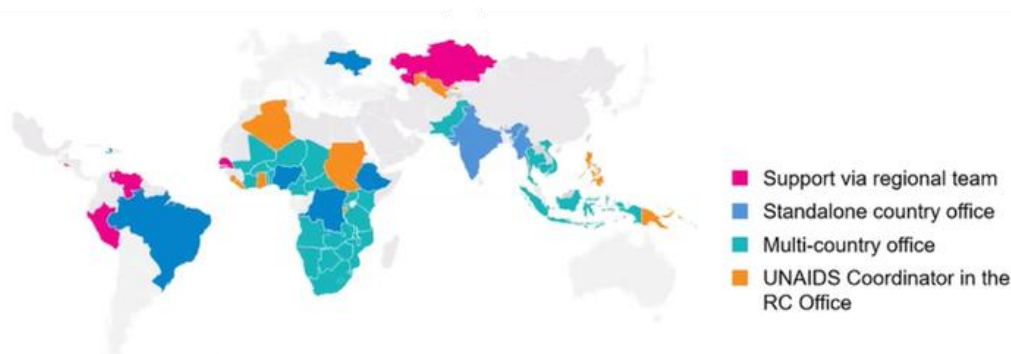 Support via regional team
Standalone country office
Multi-country office
UNAIDS Coordinator in the
RC Office